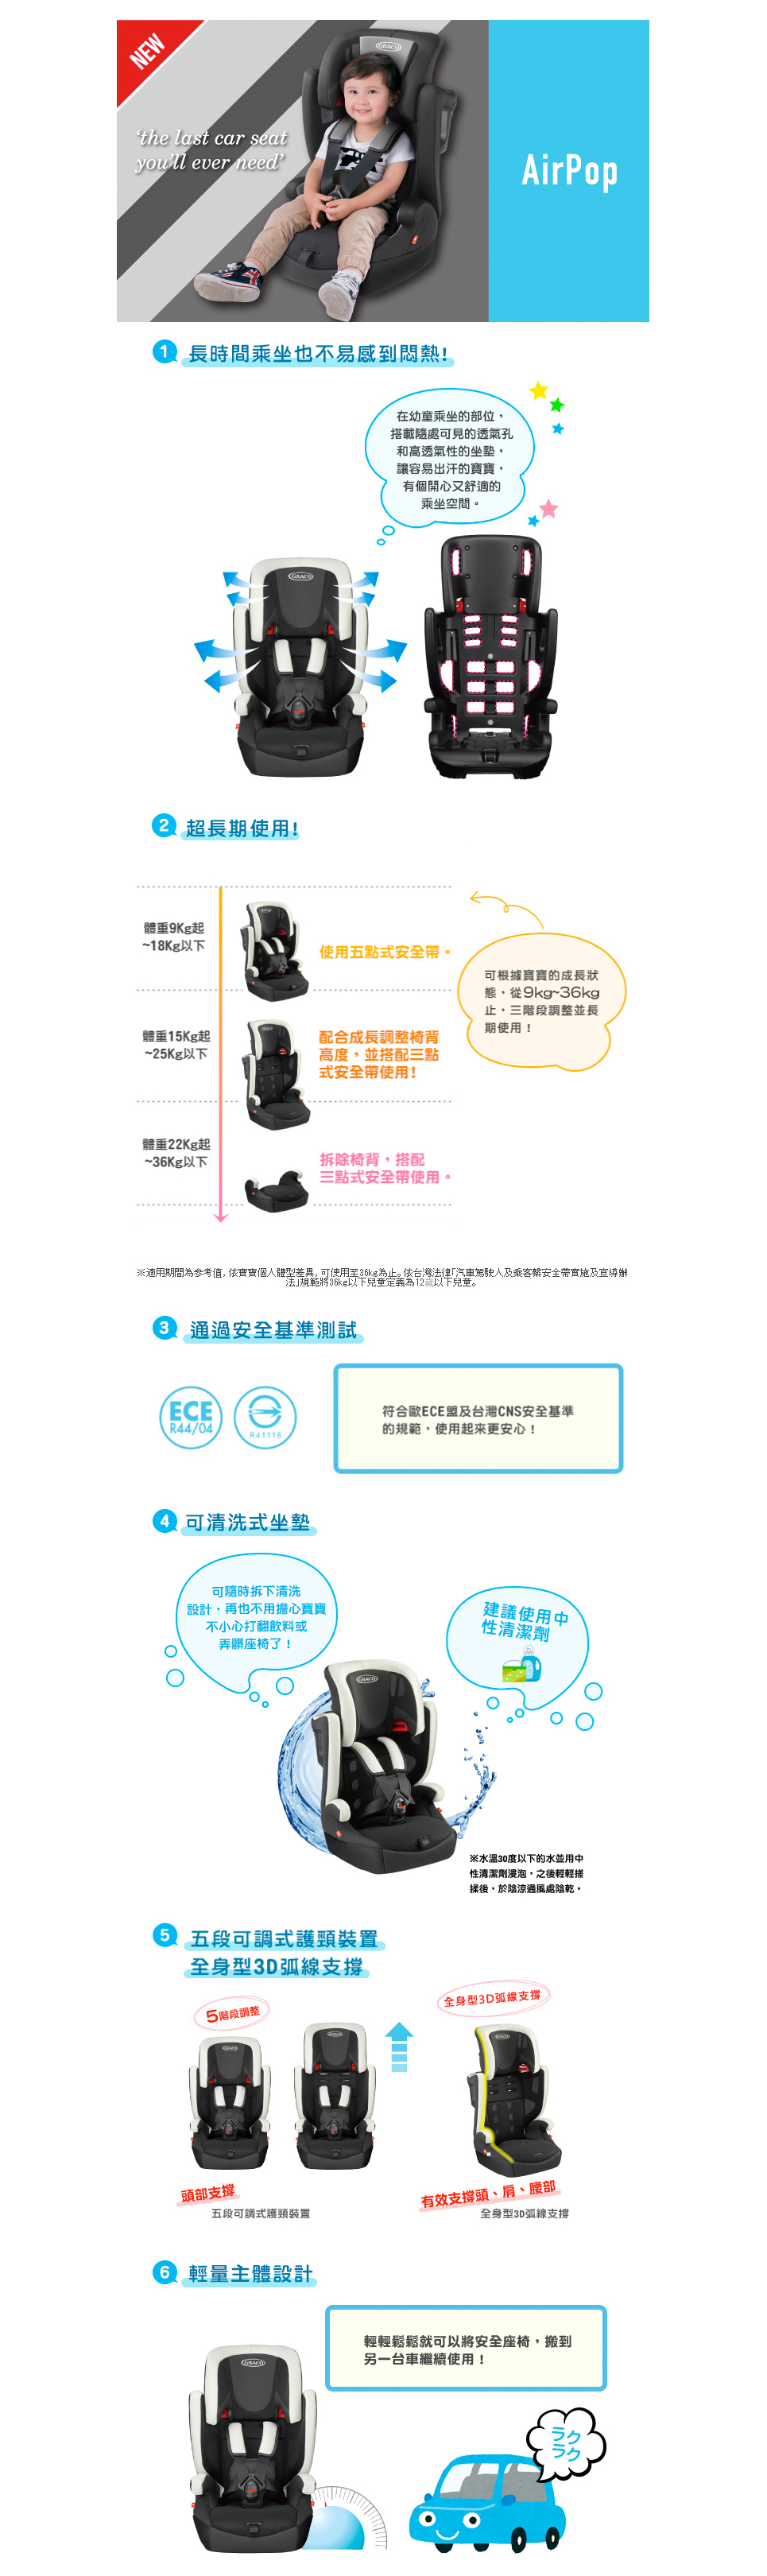 NEW
GRACO
‘the last car seat
you’ll ever need’
AirPop
1 長時間乘坐也不易感到悶熱!
在幼童乘坐的部位，
搭載隨處可見的透氣孔
和高透氣性的坐墊，
讓容易出汗的寶寶，
有個開心又舒適的
乘坐空間。
GRACO
2 超長期使用!
體重9Kg起
~18Kg以下
使用五點式安全帶。
可根據寶寶的成長狀
態，從9kg~36kg
止，三階段調整並長
期使用！
體重15Kg起
~25Kg以下
配合成長調整椅背
高度，並搭配三點
式安全帶使用!
體重22Kg起
~36Kg以下
拆除椅背，搭配
三點式安全帶使用。
※適用期間為參考值, 依寶寶個人體型差異, 可使用至36kg為止。依台灣法律「汽車駕駛人及乘客繫安全帶實施及宣導辦
法」規範將36kg以下兒童定義為12歲以下兒童。
3 通過安全基準測試
ECE
R44/04
R41118
符合歐ECE盟及台灣CNS安全基準
的規範，使用起來更安心！
4 可清洗式坐墊
可隨時拆下清洗
設計，再也不用擔心寶寶
不小心打翻飲料或
弄髒座椅了！
建議使用中
性清潔劑
GRACO
※水溫30度以下的水並用中
性清潔劑浸泡，之後輕輕搓
揉後，於陰涼通風處陰乾。
5 五段可調式護頸裝置
全身型3D弧線支撐
5階段調整
全身型3D弧線支撐
GRACO
GRACO
GRACO
頭部支撐
五段可調式護頸裝置
有效支撐頭、肩、腰部
全身型3D弧線支撐
6 輕量主體設計
輕輕鬆鬆就可以將安全座椅，搬到
另一台車繼續使用！
GRACO
ラク
ラク